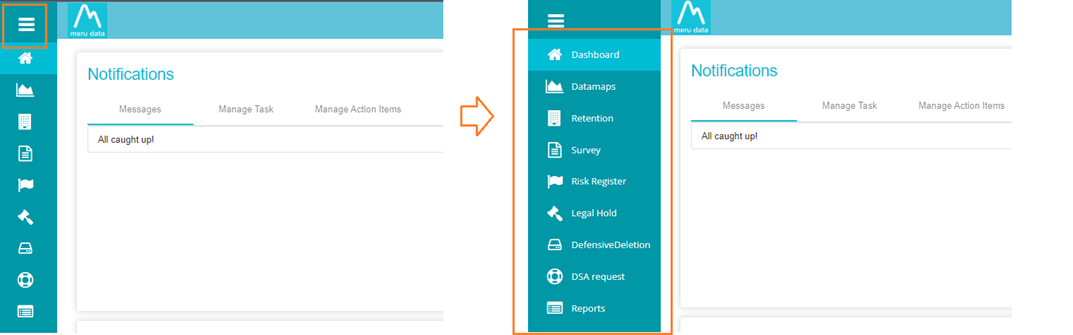 meru data
Notifications
Messages Manage Task Manage Action Items
All caught up!
meru data
Dashboard
Datamaps
Retention
Survey
Risk Register
Legal Hold
DefensiveDeletion
DSA request
Reports
Notifications
Messages Manage Task Manage Action Items
All caught up!